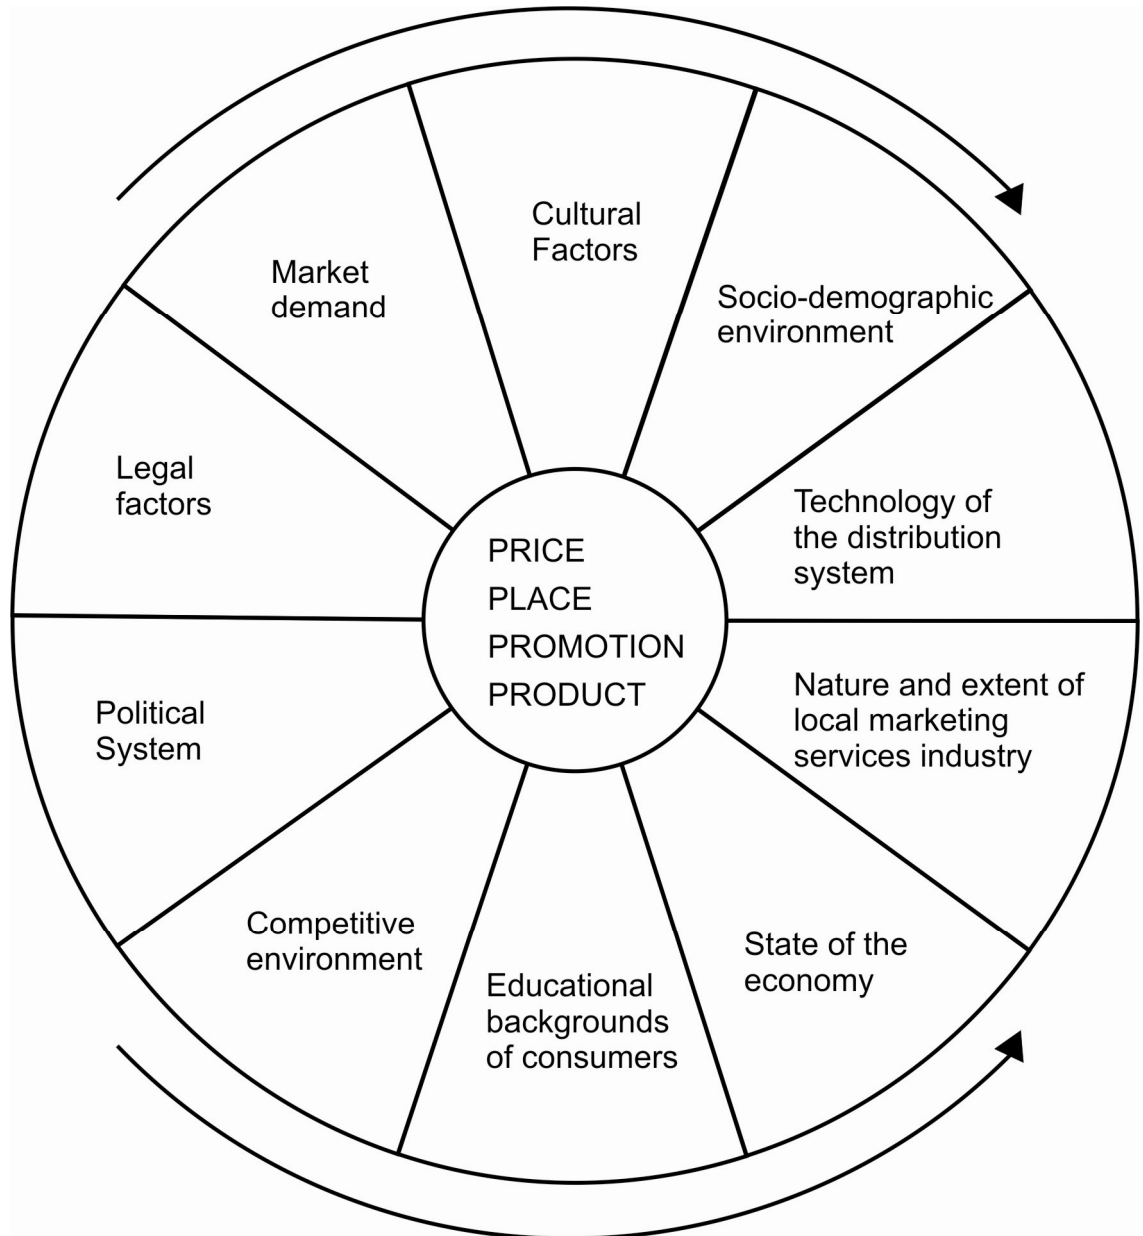 Cultural
Factors
Market
demand
Socio-demographic
environment
Legal
factors
Technology of
the distribution
system
PRICE
PLACE
PROMOTION
PRODUCT
Nature and extent of
local marketing
services industry
Political
System
Competitive
environment
State of the
economy
Educational
backgrounds
of consumers